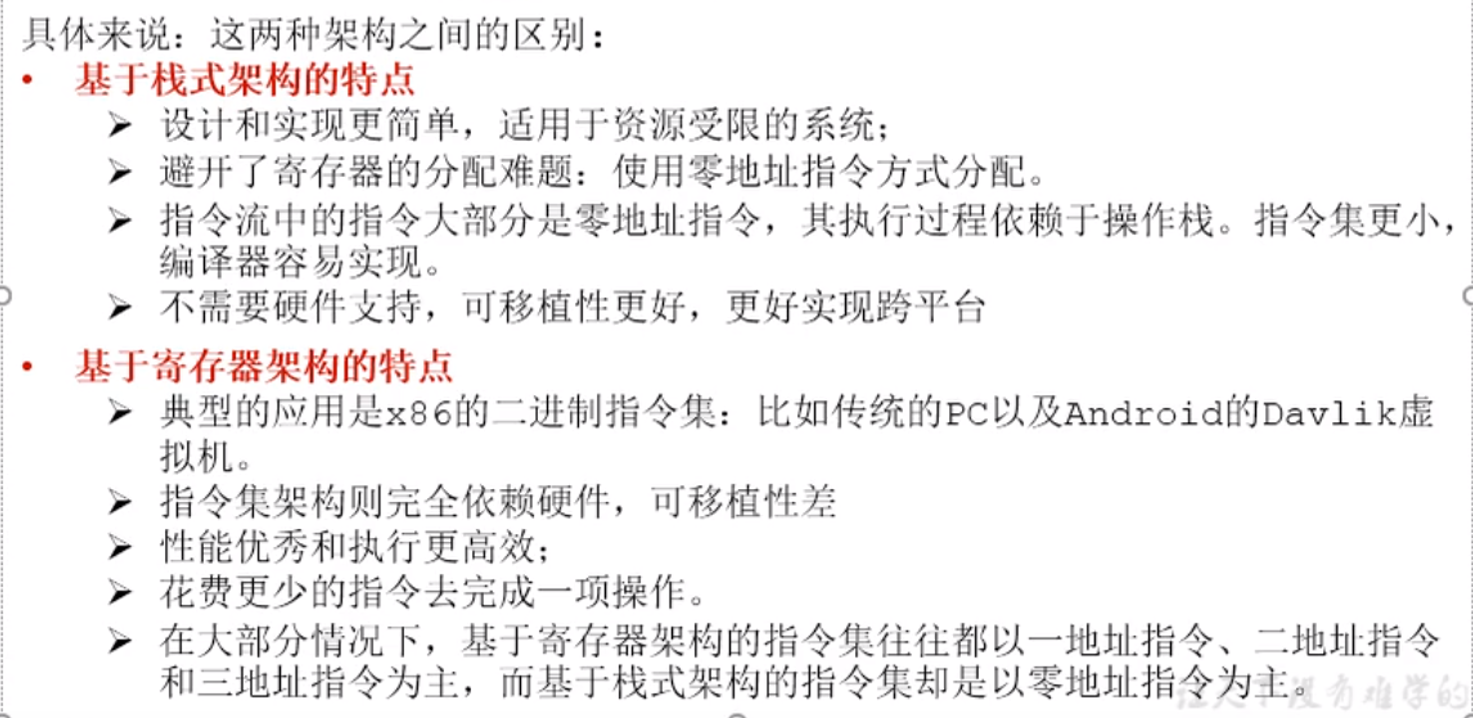 具体来说：这两种架构之间的区别：
• 基于栈式架构的特点
➢ 设计和实现更简单，适用于资源受限的系统；
➢ 避开了寄存器的分配难题：使用零地址指令方式分配。
➢ 指令流中的指令大部分是零地址指令，其执行过程依赖于操作栈。指令集更小，
编译器容易实现。
➢ 不需要硬件支持，可移植性更好，更好实现跨平台
• 基于寄存器架构的特点
➢ 典型的应用是x86的二进制指令集：比如传统的PC以及Android的Davlik虚
拟机。
➢ 指令集架构则完全依赖硬件，可移植性差
➢ 性能优秀和执行更高效；
➢ 花费更少的指令去完成一项操作。
➢ 在大部分情况下，基于寄存器架构的指令集往往都以一地址指令、二地址指令
和三地址指令为主，而基于栈式架构的指令集却是以零地址指令为主。
让天下没有难学的